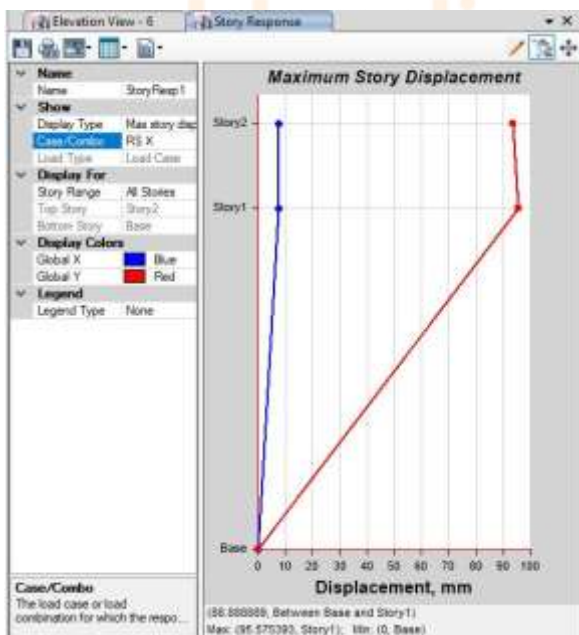 Elevation View - 6
Story Response
Name
Name StoryResp1
Show
Display Type Max story disp
Case/Combo RS X
Load Type Load Case
Display For
Story Range All Stories
Top Story Story2
Bottom Story Base
Display Colors
Global X Blue
Global Y Red
Legend
Legend Type None
Case/Combo
The load case or load
combination for which the respo...
Maximum Story Displacement
Story2
Story1
Base
0 10 20 30 40 50 60 70 80 90 100
Displacement, mm
(88.888889, Between Base and Story1)
Max: (95.575393, Story1); Min: (0, Base)